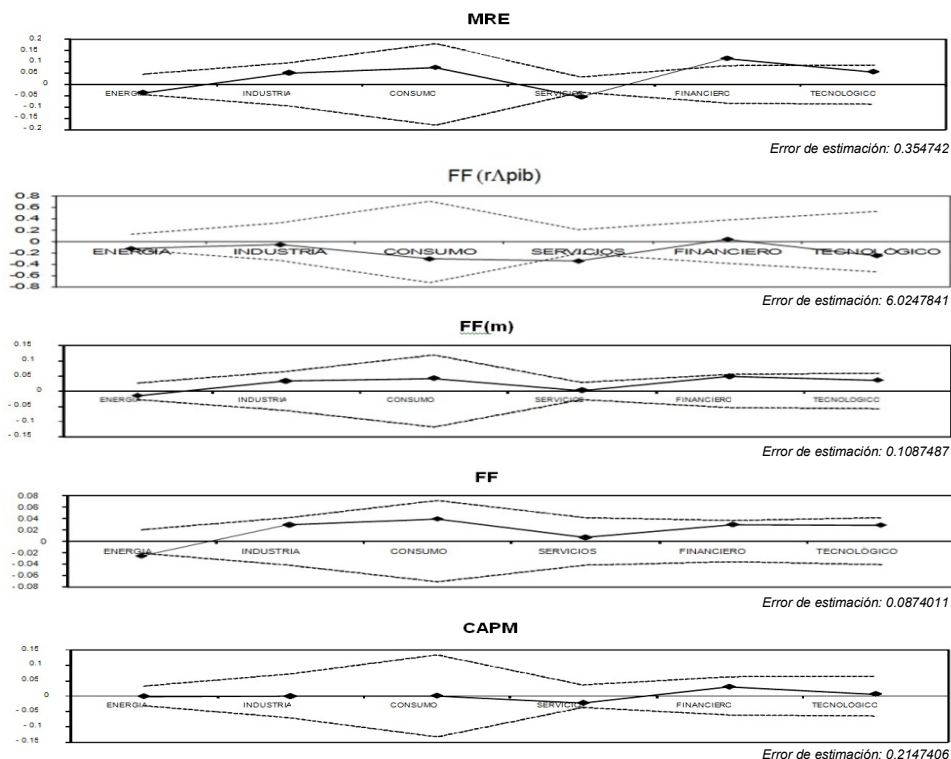 MRE
0.2
0.15
0.1
0.05
0
- 0.05
- 0.1
- 0.15
- 0.2
ENERGIA INDUSTRIA CONSUMO SERVICIOS FINANCIERO TECNOLÓGICO
Error de estimación: 0.354742
FF (rΛpib)
0.8
0.6
0.4
0.2
0
-0.2
-0.4
-0.6
-0.8
ENERGÍA INDUSTRIA CONSUMO SERVICIOS FINANCIERO TECNOLÓGICO
Error de estimación: 6.0247841
FF(m)
0.15
0.1
0.05
0
- 0.05
- 0.1
- 0.15
ENERGIA INDUSTRIA CONSUMO SERVICIOS FINANCIERO TECNOLÓGICO
Error de estimación: 0.1087487
FF
0.08
0.06
0.04
0.02
0
- 0.02
- 0.04
- 0.06
- 0.08
ENERGÍA INDUSTRIA CONSUMO SERVICIOS FINANCIERO TECNOLÓGICO
Error de estimación: 0.0874011
CAPM
0.15
0.1
0.05
0
- 0.05
- 0.1
- 0.15
ENERGÍA INDUSTRIA CONSUMO SERVICIOS FINANCIERO TECNOLÓGICO
Error de estimación: 0.2147406